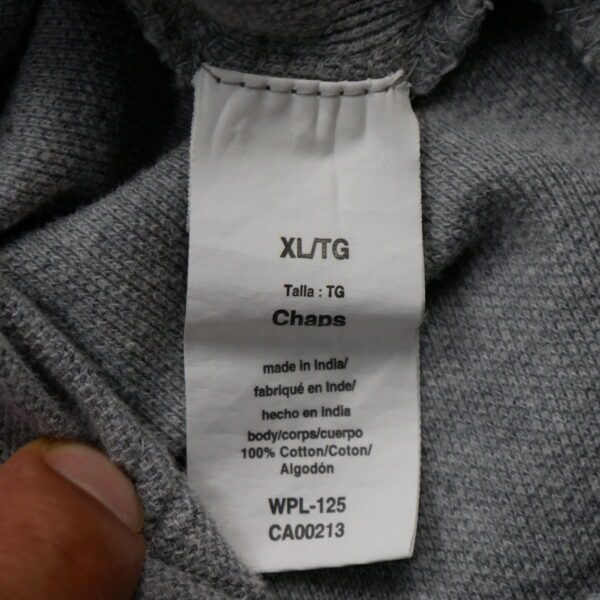 XL/TG
Talla : TG
Chaps
made in India/
fabriqué en Inde/
hecho en India
body/corps/cuerpo
100% Cotton/Coton/
Algodón
WPL-125
CA00213